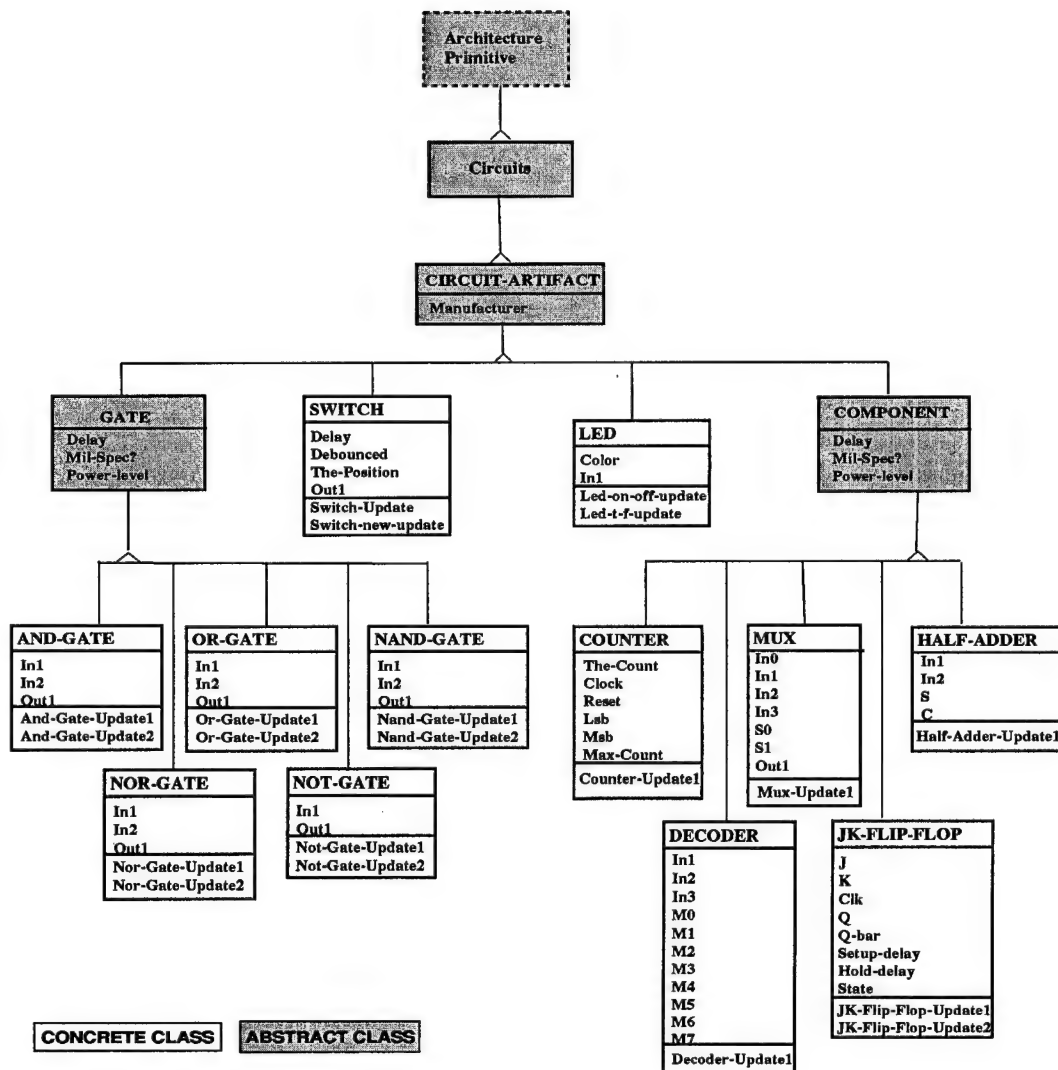 Architecture
Primitive
Circuits
CIRCUIT-ARTIFACT
Manufacturer
GATE
Delay
Mil-Spec?
Power-level
SWITCH
Delay
Debounced
The-Position
Out1
Switch-Update
Switch-new-update
LED
Color
In1
Led-on-off-update
Led-t-f-update
COMPONENT
Delay
Mil-Spec?
Power-level
AND-GATE
In1
In2
Out1
And-Gate-Update1
And-Gate-Update2
OR-GATE
In1
In2
Out1
Or-Gate-Update1
Or-Gate-Update2
NAND-GATE
In1
In2
Out1
Nand-Gate-Update1
Nand-Gate-Update2
COUNTER
The-Count
Clock
Reset
Lsb
Msb
Max-Count
Counter-Update1
MUX
In0
In1
In2
In3
S0
S1
Out1
Mux-Update1
HALF-ADDER
In1
In2
S
C
Half-Adder-Update1
NOR-GATE
In1
In2
Out1
Nor-Gate-Update1
Nor-Gate-Update2
NOT-GATE
In1
Out1
Not-Gate-Update1
Not-Gate-Update2
DECODER
In1
In2
In3
M0
M1
M2
M3
M4
M5
M6
M7
Decoder-Update1
JK-FLIP-FLOP
J
K
Clk
Q
Q-bar
Setup-delay
Hold-delay
State
JK-Flip-Flop-Update1
JK-Flip-Flop-Update2
CONCRETE CLASS
ABSTRACT CLASS